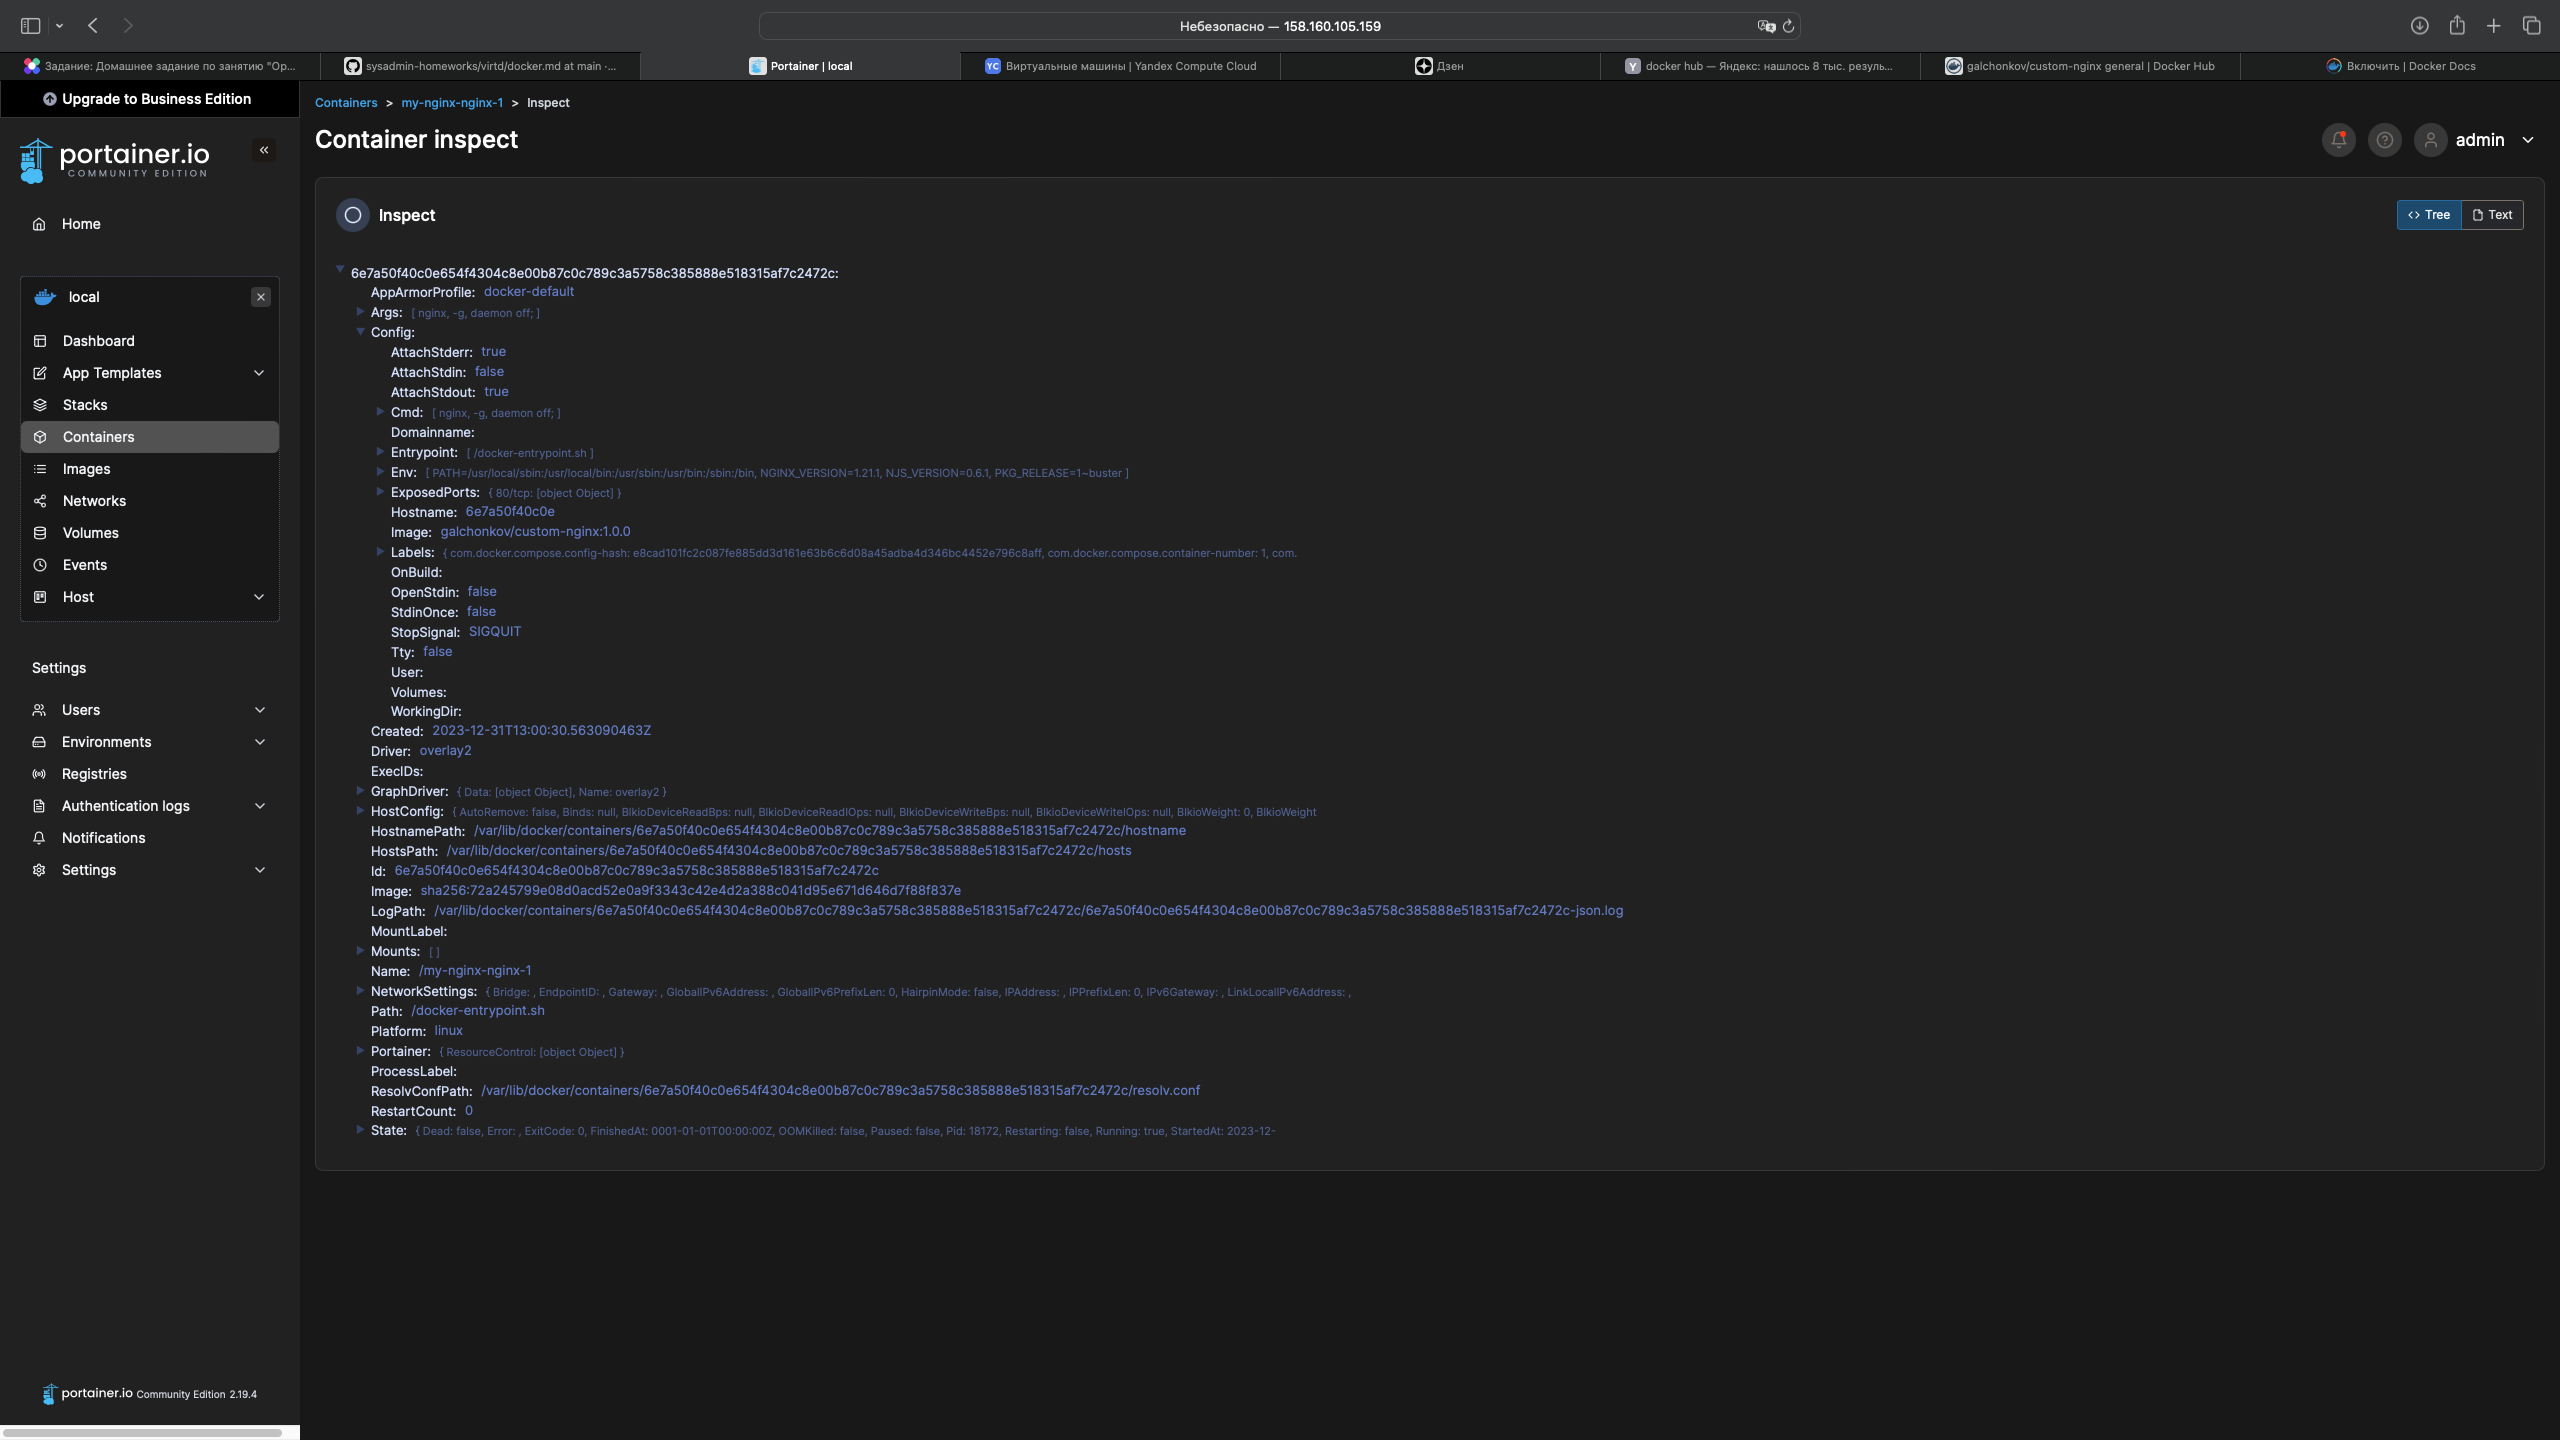 Небезопасно — 158.160.105.159
Задание: Домашнее задание по занятию "Ор...
sysadmin-homeworks/virtd/docker.md at main ·...
Portainer | local
YC Виртуальные машины | Yandex Compute Cloud
Дзен
Y docker hub — Яндекс: нашлось 8 тыс. резуль...
galchonkov/custom-nginx general | Docker Hub
Включить | Docker Docs
Upgrade to Business Edition
portainer.io
COMMUNITY EDITION
Home
local
Dashboard
App Templates
Stacks
Containers
Images
Networks
Volumes
Events
Host
Settings
Users
Environments
Registries
Authentication logs
Notifications
Settings
portainer.io Community Edition 2.19.4
Containers > my-nginx-nginx-1 > Inspect
Container inspect
admin
Inspect
Tree
Text
6e7a50f40c0e654f4304c8e00b87c0c789c3a5758c385888e518315af7c2472c:
AppArmorProfile: docker-default
Args: [ nginx, -g, daemon off; ]
Config:
AttachStderr: true
AttachStdin: false
AttachStdout: true
Cmd: [ nginx, -g, daemon off; ]
Domainname:
Entrypoint: [ /docker-entrypoint.sh ]
Env: [ PATH=/usr/local/sbin:/usr/local/bin:/usr/sbin:/usr/bin:/sbin:/bin, NGINX_VERSION=1.21.1, NJS_VERSION=0.6.1, PKG_RELEASE=1~buster ]
ExposedPorts: { 80/tcp: [object Object] }
Hostname: 6e7a50f40c0e
Image: galchonkov/custom-nginx:1.0.0
Labels: { com.docker.compose.config-hash: e8cad101fc2c087fe885dd3d161e63b6c6d08a45adba4d346bc4452e796c8aff, com.docker.compose.container-number: 1, com.
OnBuild:
OpenStdin: false
StdinOnce: false
StopSignal: SIGQUIT
Tty: false
User:
Volumes:
WorkingDir:
Created: 2023-12-31T13:00:30.563090463Z
Driver: overlay2
ExecIDs:
GraphDriver: { Data: [object Object], Name: overlay2 }
HostConfig: { AutoRemove: false, Binds: null, BlkioDeviceReadBps: null, BlkioDeviceReadIOps: null, BlkioDeviceWriteBps: null, BlkioDeviceWriteIOps: null, BlkioWeight: 0, BlkioWeight
HostnamePath: /var/lib/docker/containers/6e7a50f40c0e654f4304c8e00b87c0c789c3a5758c385888e518315af7c2472c/hostname
HostsPath: /var/lib/docker/containers/6e7a50f40c0e654f4304c8e00b87c0c789c3a5758c385888e518315af7c2472c/hosts
Id: 6e7a50f40c0e654f4304c8e00b87c0c789c3a5758c385888e518315af7c2472c
Image: sha256:72a245799e08d0acd52e0a9f3343c42e4d2a388c041d95e671d646d7f88f837e
LogPath: /var/lib/docker/containers/6e7a50f40c0e654f4304c8e00b87c0c789c3a5758c385888e518315af7c2472c/6e7a50f40c0e654f4304c8e00b87c0c789c3a5758c385888e518315af7c2472c-json.log
MountLabel:
Mounts: [ ]
Name: /my-nginx-nginx-1
NetworkSettings: { Bridge: , EndpointID: , Gateway: , GlobalIPv6Address: , GlobalIPv6PrefixLen: 0, HairpinMode: false, IPAddress: , IPPrefixLen: 0, IPv6Gateway: , LinkLocalIPv6Address: ,
Path: /docker-entrypoint.sh
Platform: linux
Portainer: { ResourceControl: [object Object] }
ProcessLabel:
ResolvConfPath: /var/lib/docker/containers/6e7a50f40c0e654f4304c8e00b87c0c789c3a5758c385888e518315af7c2472c/resolv.conf
RestartCount: 0
State: { Dead: false, Error: , ExitCode: 0, FinishedAt: 0001-01-01T00:00:00Z, OOMKilled: false, Paused: false, Pid: 18172, Restarting: false, Running: true, StartedAt: 2023-12-